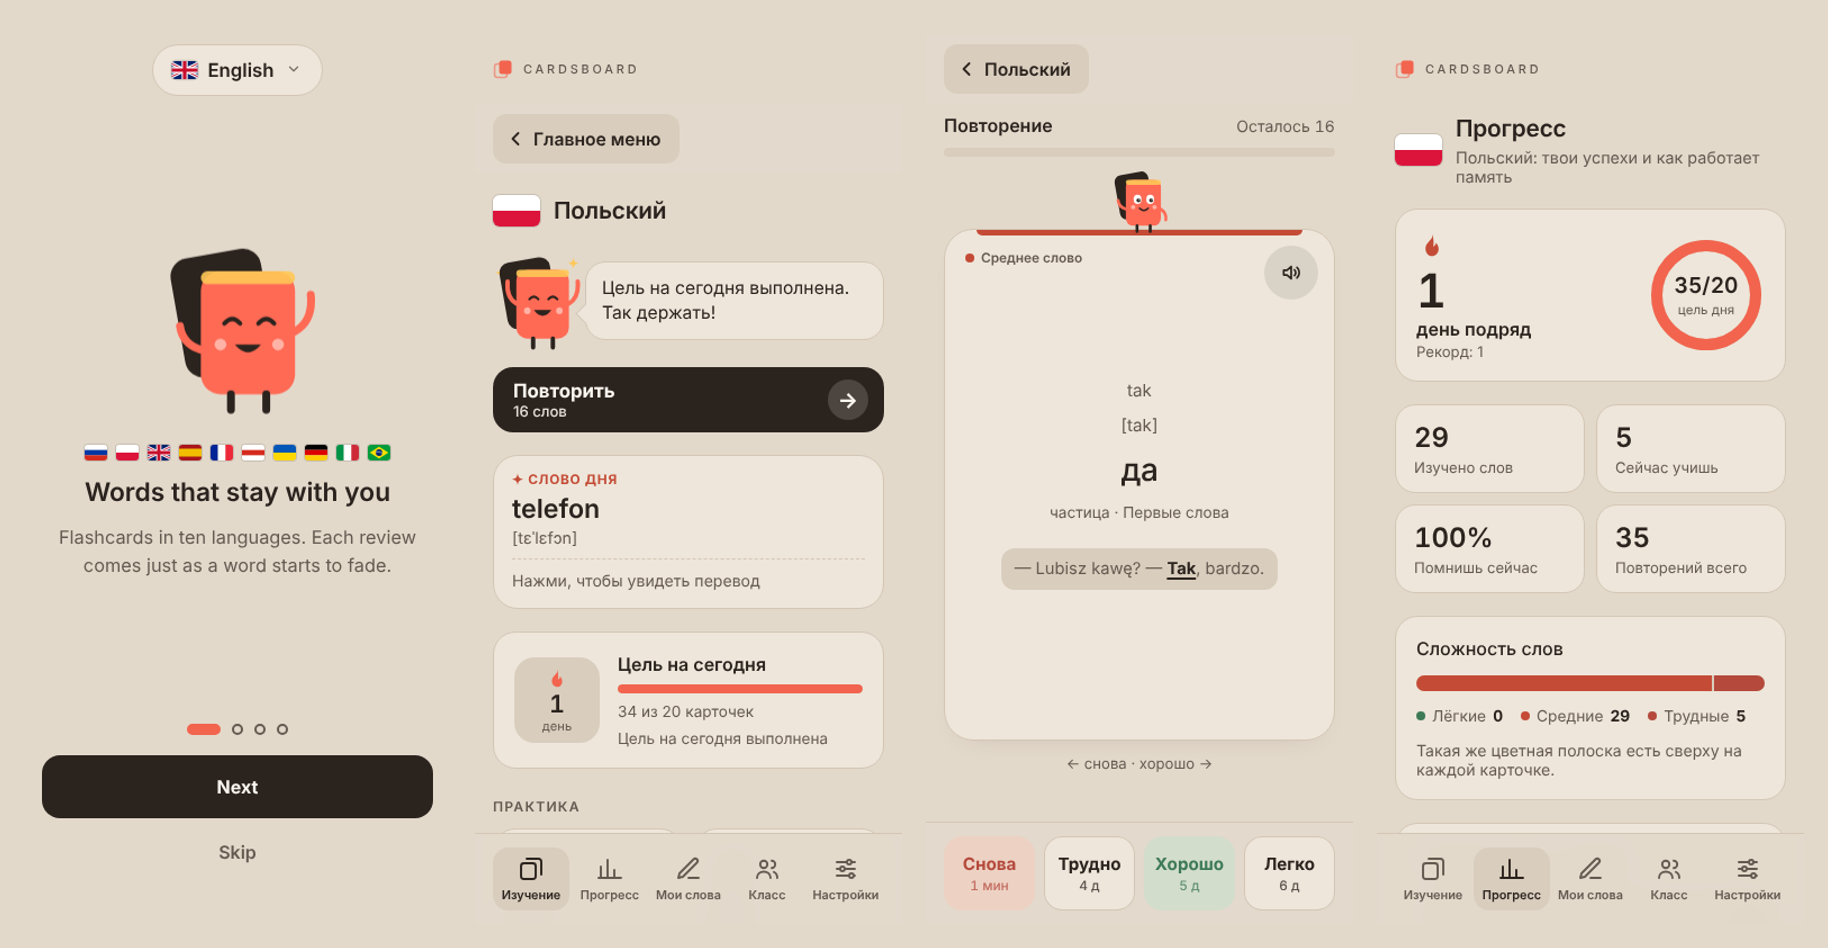 English
Words that stay with you
Flashcards in ten languages. Each review
comes just as a word starts to fade.
Next
Skip
CARDSBOARD
Главное меню
Польский
Цель на сегодня выполнена.
Так держать!
Повторить
16 слов
СЛОВО ДНЯ
telefon
[tɛˈlɛfɔn]
Нажми, чтобы увидеть перевод
1
день
Цель на сегодня
34 из 20 карточек
Цель на сегодня выполнена
ПРАКТИКА
Изучение
Прогресс
Мои слова
Класс
Настройки
Польский
Повторение
Осталось 16
Среднее слово
tak
[tak]
да
частица · Первые слова
— Lubisz kawę? — Tak, bardzo.
← снова · хорошо →
Снова
1 мин
Трудно
4 д
Хорошо
5 д
Легко
6 д
CARDSBOARD
Прогресс
Польский: твои успехи и как работает
память
1
день подряд
Рекорд: 1
35/20
цель дня
29
Изучено слов
5
Сейчас учишь
100%
Помнишь сейчас
35
Повторений всего
Сложность слов
Лёгкие 0
Средние 29
Трудные 5
Такая же цветная полоска есть сверху на
каждой карточке.
Изучение
Прогресс
Мои слова
Класс
Настройки